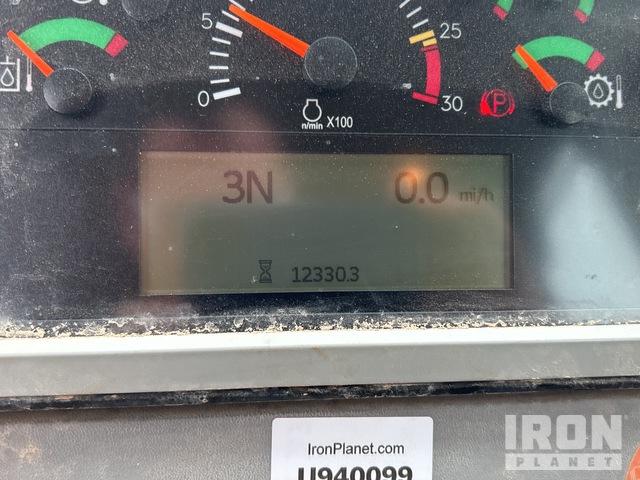 5
25
0
30
n/min X100
P
3N 0.0 mi/h
12330.3
IronPlanet.com
U940099
IRON
PLANET